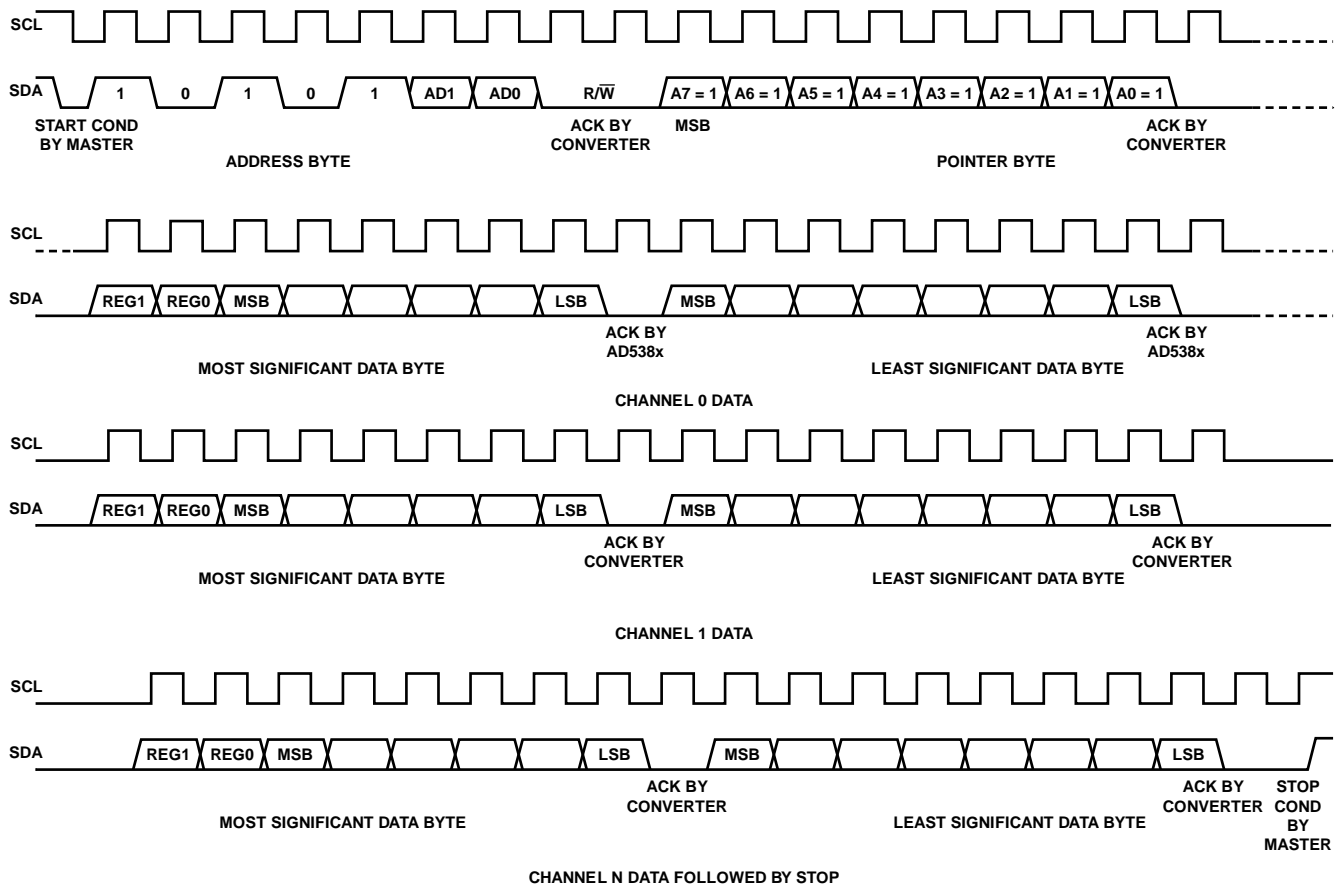 SCL
SDA 1 0 1 0 1 AD1 AD0 R/W̅ A7 = 1 A6 = 1 A5 = 1 A4 = 1 A3 = 1 A2 = 1 A1 = 1 A0 = 1
START COND ACK BY MSB ACK BY
BY MASTER CONVERTER CONVERTER
ADDRESS BYTE POINTER BYTE
SCL
SDA REG1 REG0 MSB LSB MSB LSB
ACK BY ACK BY
AD538x AD538x
MOST SIGNIFICANT DATA BYTE LEAST SIGNIFICANT DATA BYTE
CHANNEL 0 DATA
SCL
SDA REG1 REG0 MSB LSB MSB LSB
ACK BY ACK BY
CONVERTER CONVERTER
MOST SIGNIFICANT DATA BYTE LEAST SIGNIFICANT DATA BYTE
CHANNEL 1 DATA
SCL
SDA REG1 REG0 MSB LSB MSB LSB
ACK BY ACK BY STOP
CONVERTER CONVERTER COND
MOST SIGNIFICANT DATA BYTE LEAST SIGNIFICANT DATA BYTE BY
MASTER
CHANNEL N DATA FOLLOWED BY STOP